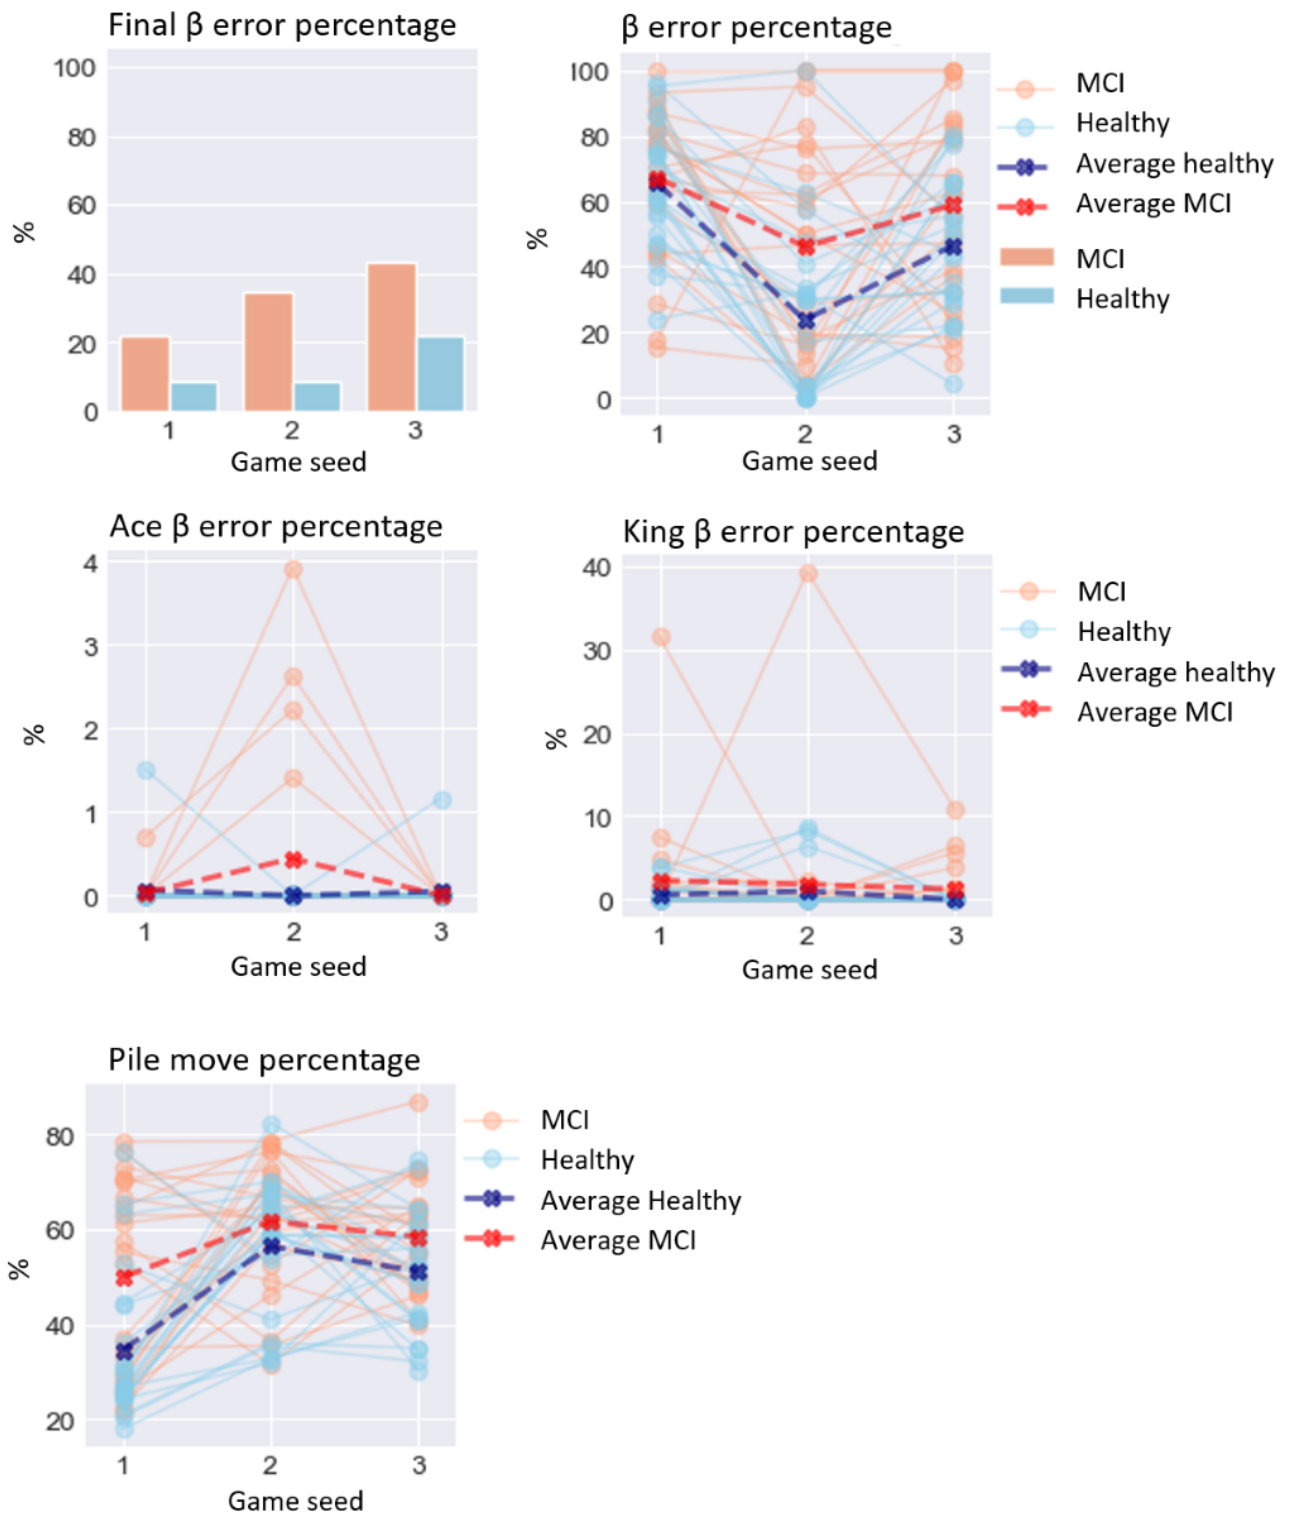 Final β error percentage
100
80
60
40
20
0
%
1 2 3
Game seed
β error percentage
100
80
60
40
20
0
%
1 2 3
Game seed
MCI
Healthy
Average healthy
Average MCI
MCI
Healthy
Ace β error percentage
4
3
2
1
0
%
1 2 3
Game seed
King β error percentage
40
30
20
10
0
%
1 2 3
Game seed
MCI
Healthy
Average healthy
Average MCI
Pile move percentage
80
60
40
20
%
1 2 3
Game seed
MCI
Healthy
Average Healthy
Average MCI